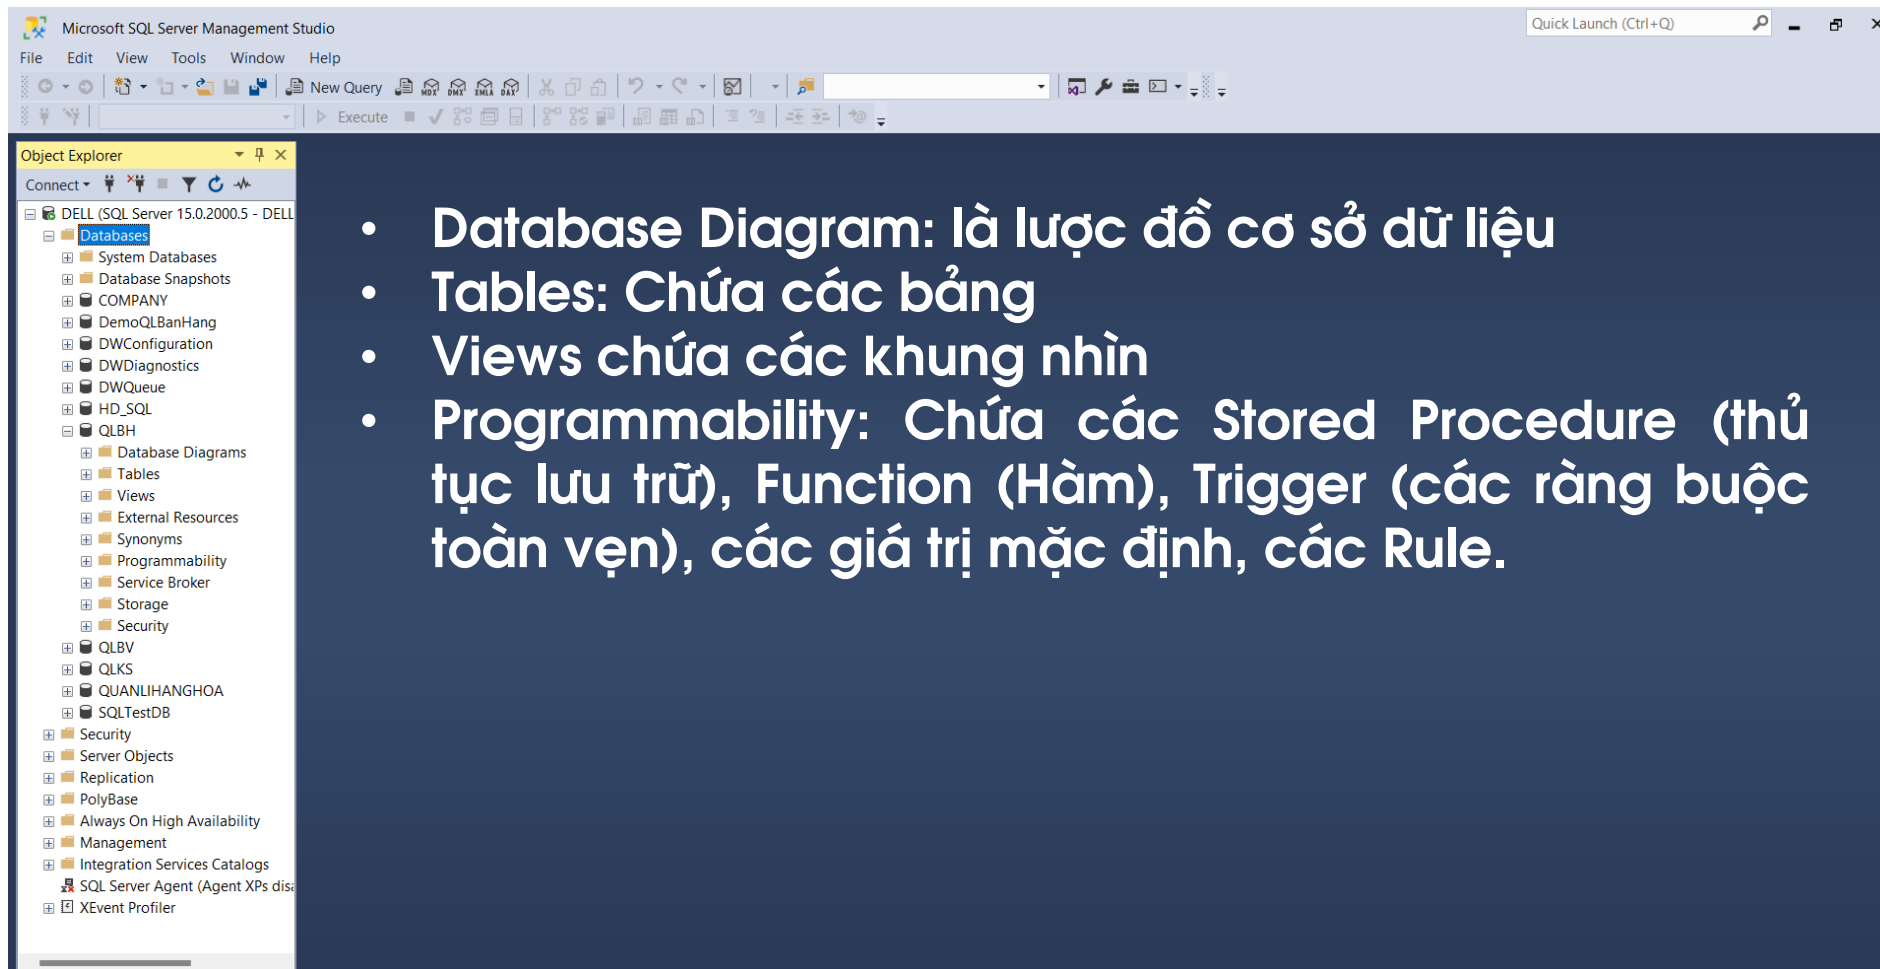 Microsoft SQL Server Management Studio
Quick Launch (Ctrl+Q)
File Edit View Tools Window Help
New Query MDX DMX XMLA DAX
Execute
Object Explorer
Connect
DELL (SQL Server 15.0.2000.5 - DELL
Databases
System Databases
Database Snapshots
COMPANY
DemoQLBanHang
DWConfiguration
DWDiagnostics
DWQueue
HD_SQL
QLBH
Database Diagrams
Tables
Views
External Resources
Synonyms
Programmability
Service Broker
Storage
Security
QLBV
QLKS
QUANLIHANGHOA
SQLTestDB
Security
Server Objects
Replication
PolyBase
Always On High Availability
Management
Integration Services Catalogs
SQL Server Agent (Agent XPs disa
XEvent Profiler
• Database Diagram: là lược đồ cơ sở dữ liệu
• Tables: Chứa các bảng
• Views chứa các khung nhìn
• Programmability: Chứa các Stored Procedure (thủ
tục lưu trữ), Function (Hàm), Trigger (các ràng buộc
toàn vẹn), các giá trị mặc định, các Rule.